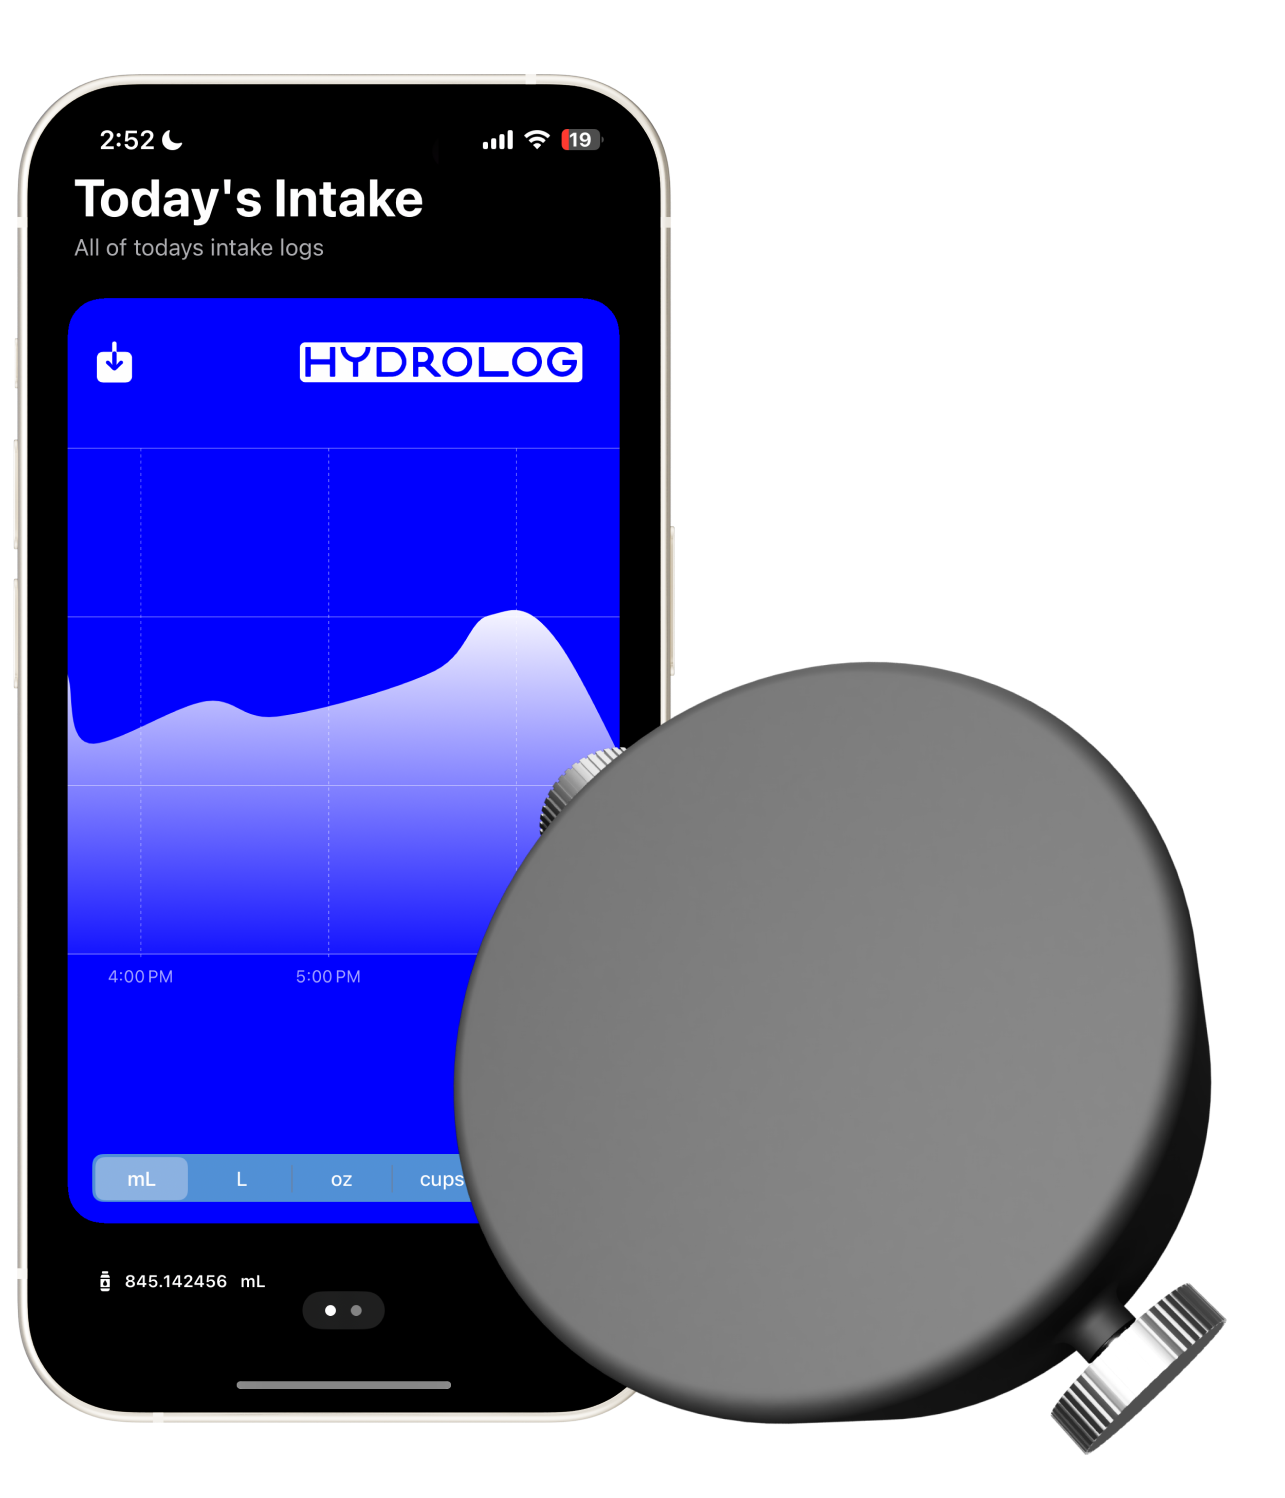 2:52 19
Today's Intake
All of todays intake logs
HYDROLOG
4:00 PM 5:00 PM
mL L oz cups
845.142456 mL